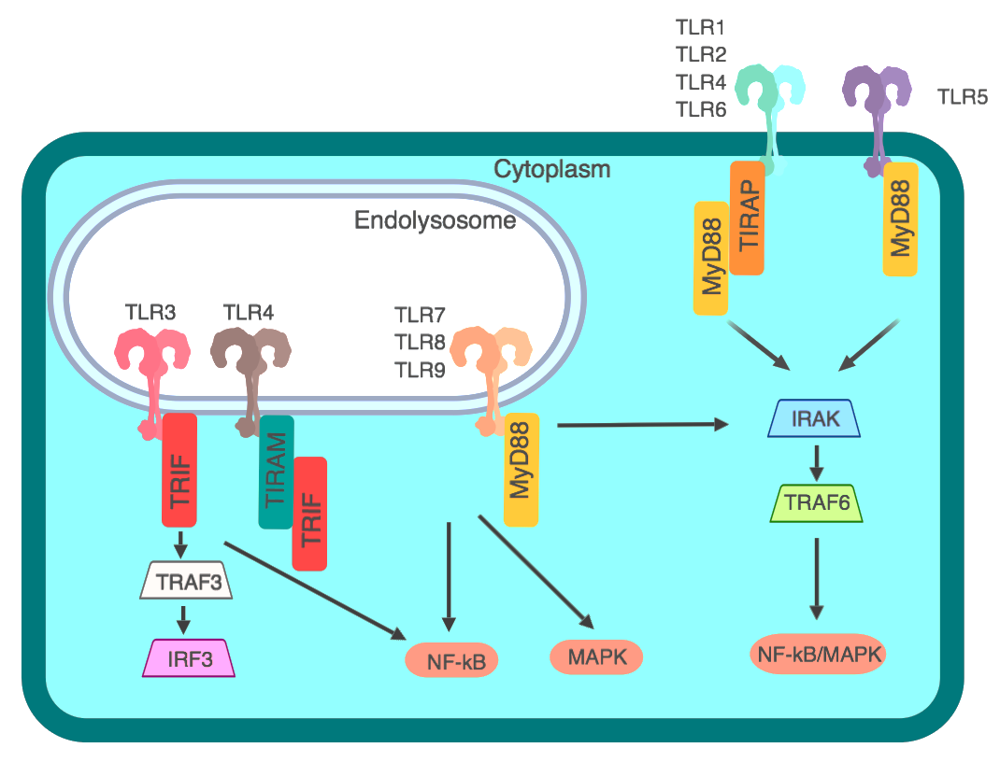 TLR1
TLR2
TLR4
TLR6
TLR5
Cytoplasm
Endolysosome
TIRAP
MyD88
MyD88
TLR3
TLR4
TLR7
TLR8
TLR9
TRIF
TIRAM
TRIF
MyD88
IRAK
TRAF6
TRAF3
IRF3
NF-kB
MAPK
NF-kB/MAPK